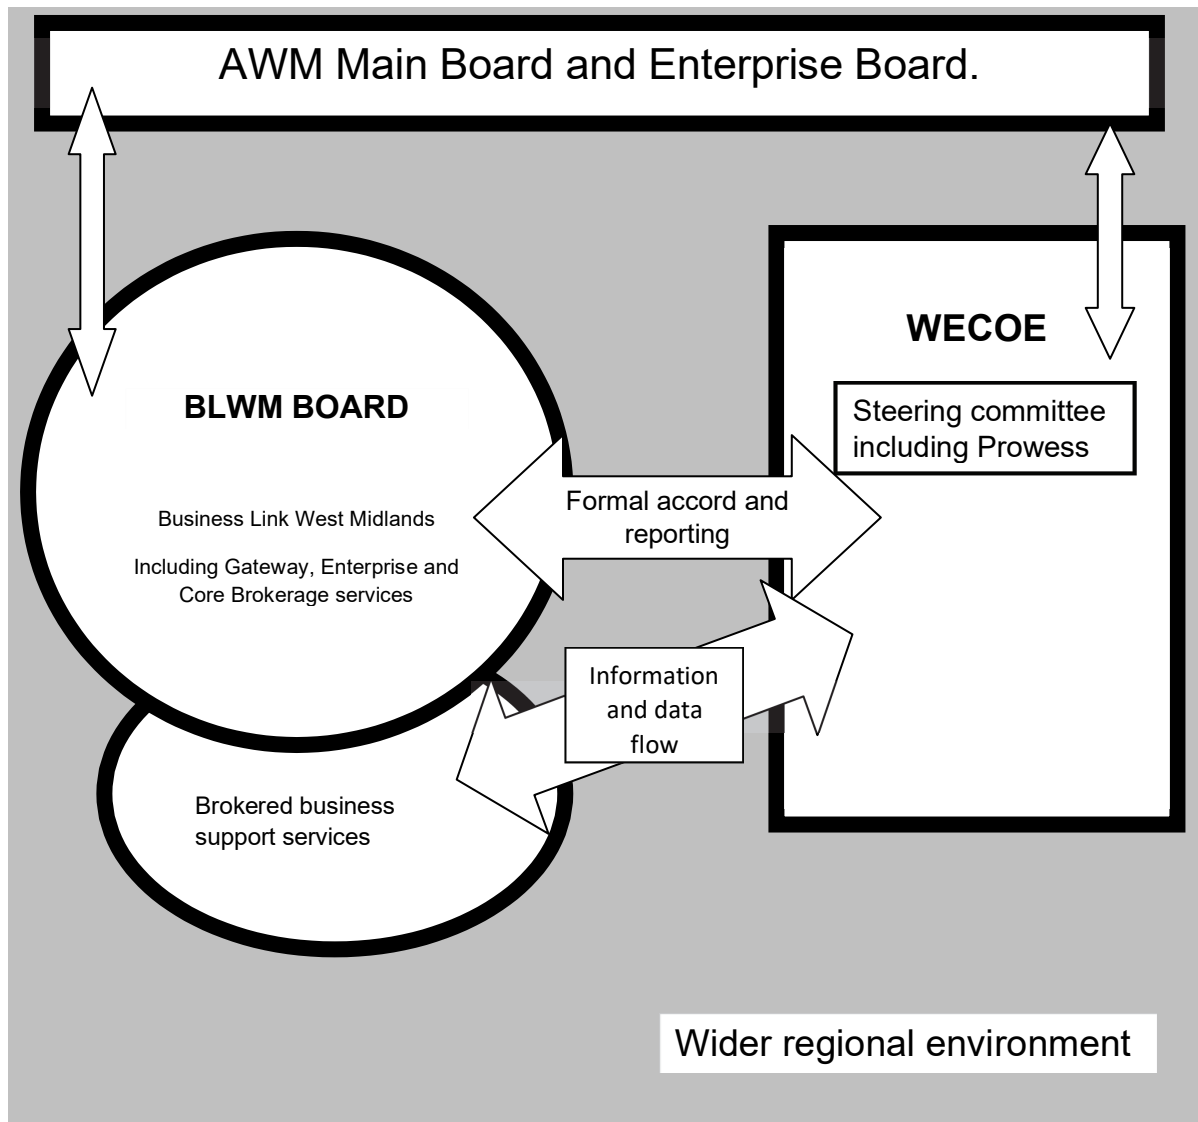 AWM Main Board and Enterprise Board.
WECOE
Steering committee
including Prowess
BLWM BOARD
Business Link West Midlands
Including Gateway, Enterprise and
Core Brokerage services
Formal accord and
reporting
Information
and data
flow
Brokered business
support services
Wider regional environment